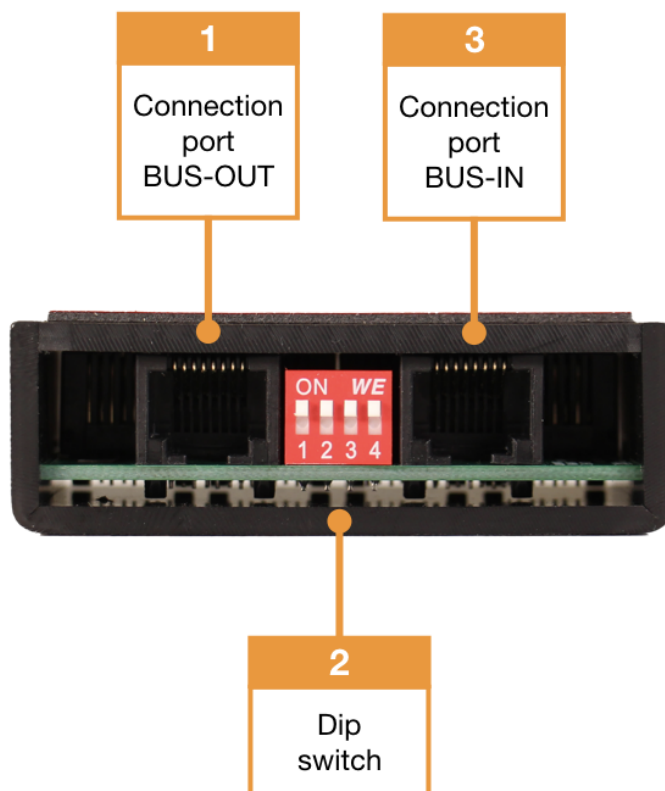 1
Connection
port
BUS-OUT
3
Connection
port
BUS-IN
ON WE
1 2 3 4
2
Dip
switch